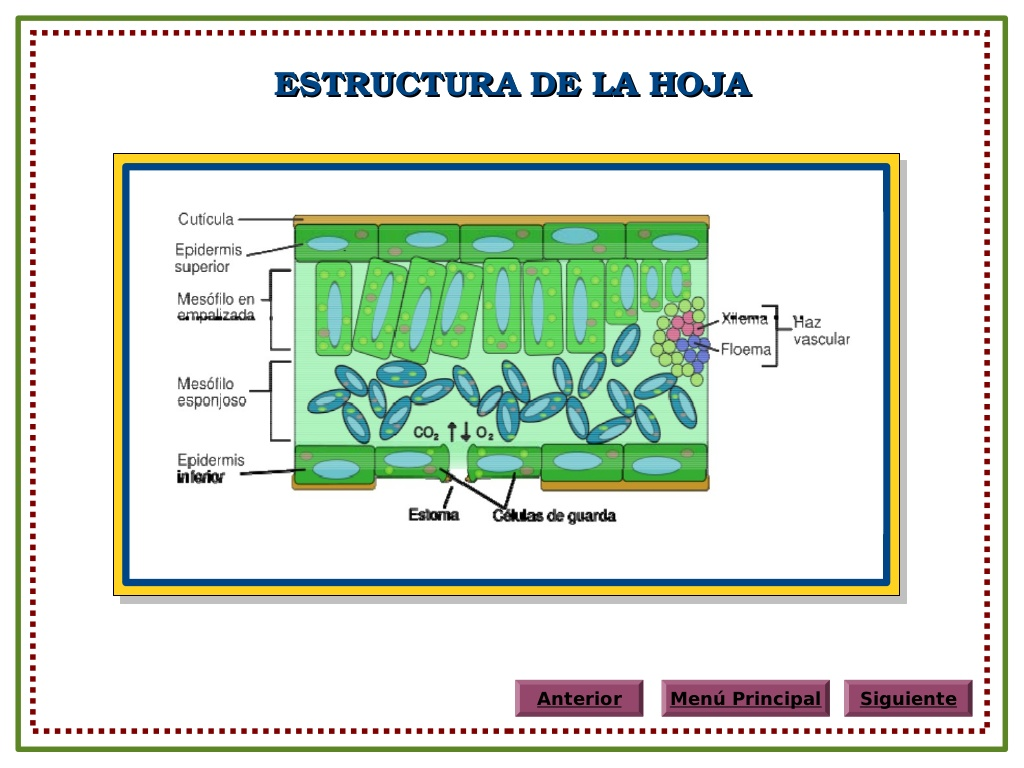 ESTRUCTURA DE LA HOJA
Cutícula
Epidermis
superior
Mesófilo en
empalizada
Xilema
Floema
Haz
vascular
Mesófilo
esponjoso
CO₂
O₂
Epidermis
inferior
Estoma
Células de guarda
Anterior
Menú Principal
Siguiente